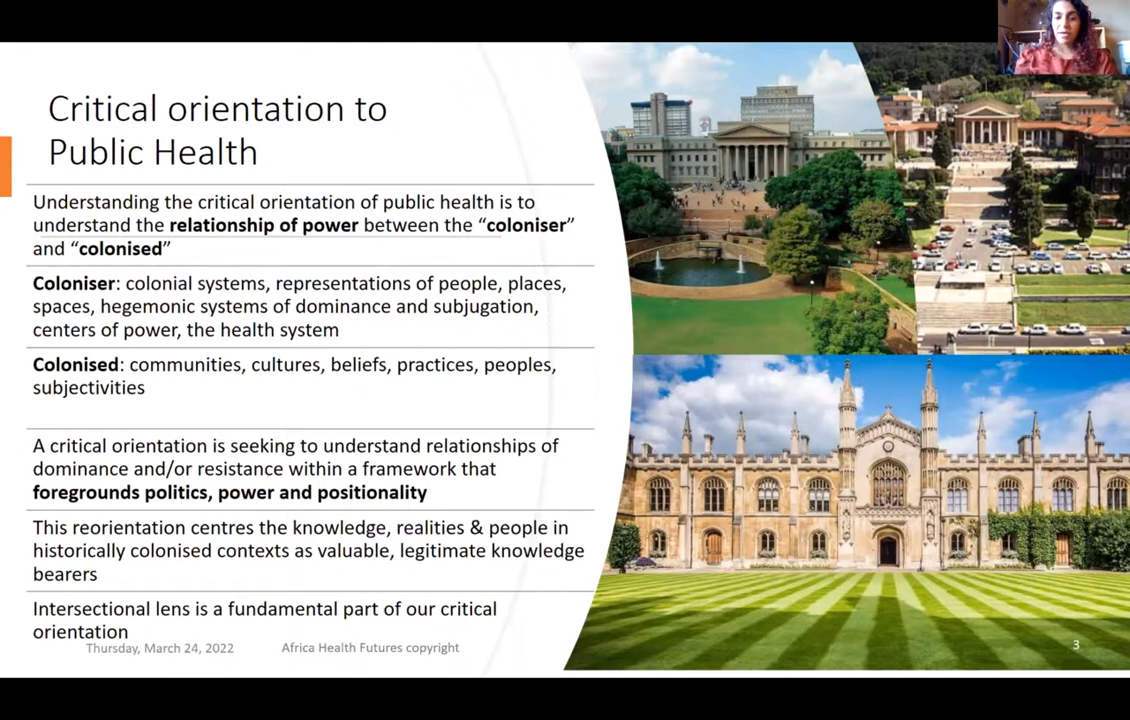 Critical orientation to
Public Health
Understanding the critical orientation of public health is to
understand the relationship of power between the “coloniser”
and “colonised”
Coloniser: colonial systems, representations of people, places,
spaces, hegemonic systems of dominance and subjugation,
centers of power, the health system
Colonised: communities, cultures, beliefs, practices, peoples,
subjectivities
A critical orientation is seeking to understand relationships of
dominance and/or resistance within a framework that
foregrounds politics, power and positionality
This reorientation centres the knowledge, realities & people in
historically colonised contexts as valuable, legitimate knowledge
bearers
Intersectional lens is a fundamental part of our critical
orientation
Thursday, March 24, 2022
Africa Health Futures copyright
3